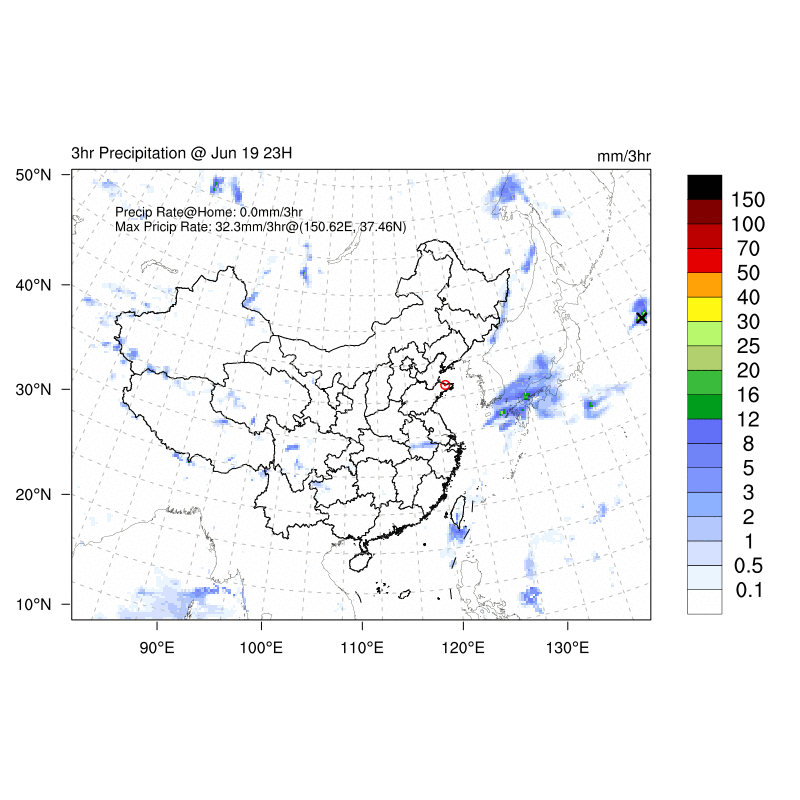 3hr Precipitation @ Jun 19 23H
mm/3hr
Precip Rate@Home: 0.0mm/3hr
Max Pricip Rate: 32.3mm/3hr@(150.62E, 37.46N)
50°N
40°N
30°N
20°N
10°N
90°E
100°E
110°E
120°E
130°E
150
100
70
50
40
30
25
20
16
12
8
5
3
2
1
0.5
0.1